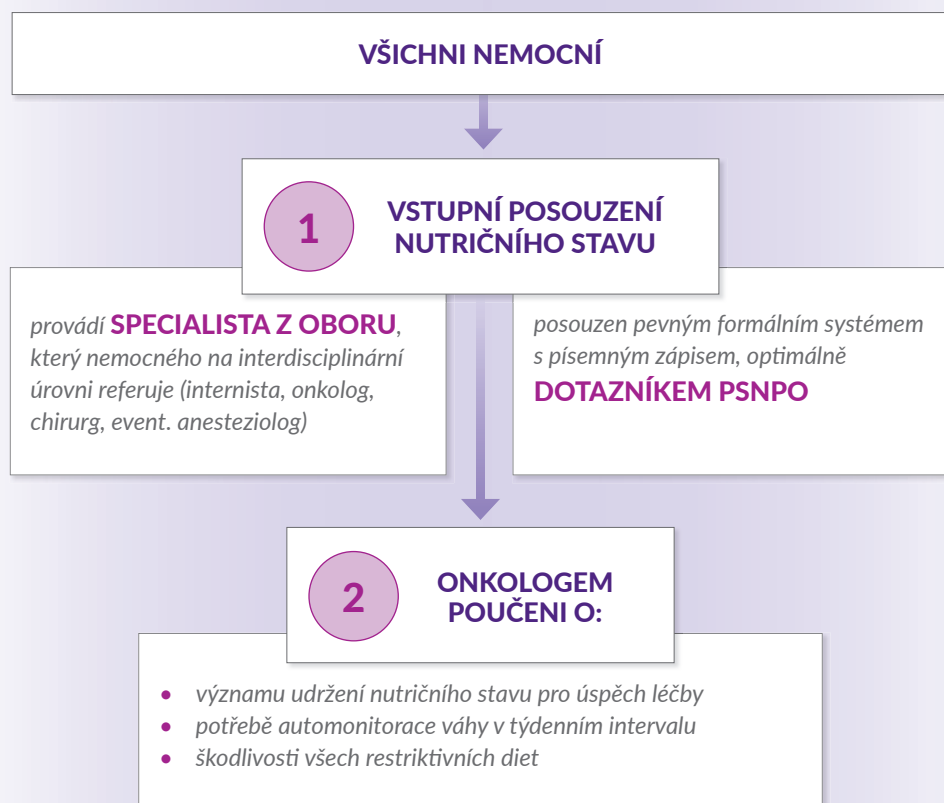 VŠICHNI NEMOCNÍ
1
VSTUPNÍ POSOUZENÍ
NUTRIČNÍHO STAVU
provádí SPECIALISTA Z OBORU,
který nemocného na interdisciplinární
úrovni referuje (internista, onkolog,
chirurg, event. anesteziolog)
posouzen pevným formálním systémem
s písemným zápisem, optimálně
DOTAZNÍKEM PSNPO
2
ONKOLOGEM
POUČENI O:
• významu udržení nutričního stavu pro úspěch léčby
• potřebě automonitorace váhy v týdenním intervalu
• škodlivosti všech restriktivních diet